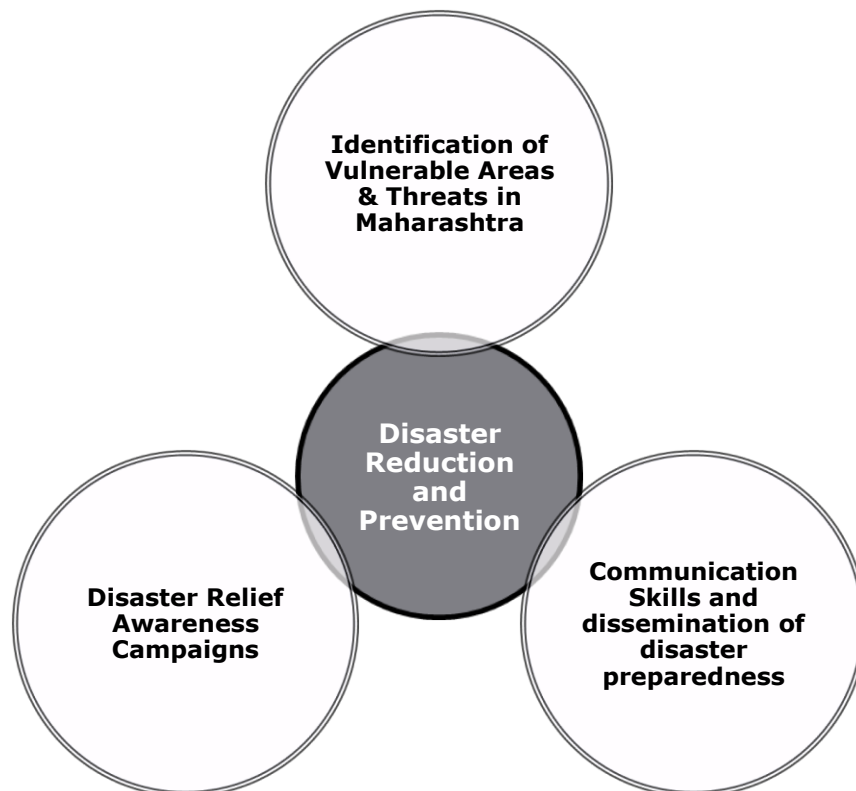 Identification of
Vulnerable Areas
& Threats in
Maharashtra
Disaster
Reduction
and
Prevention
Disaster Relief
Awareness
Campaigns
Communication
Skills and
dissemination of
disaster
preparedness